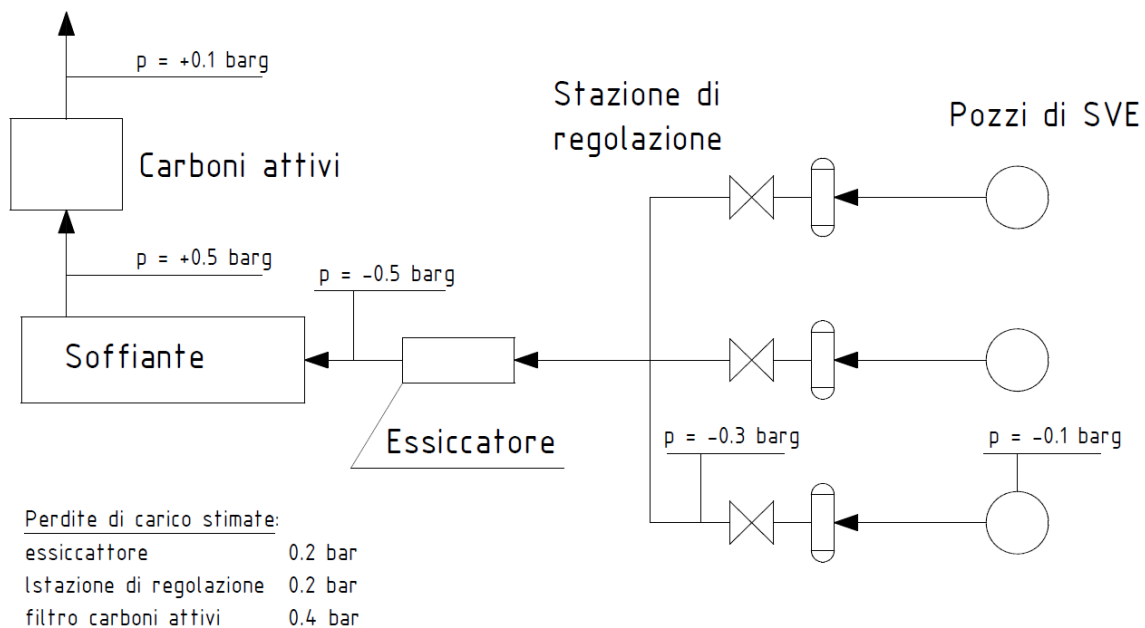 p = +0.1 barg
Stazione di
regolazione
Pozzi di SVE
Carboni attivi
p = +0.5 barg
p = -0.5 barg
Soffiante
Essiccatore
p = -0.3 barg
p = -0.1 barg
Perdite di carico stimate:
essiccattore 0.2 bar
lstazione di regolazione 0.2 bar
filtro carboni attivi 0.4 bar